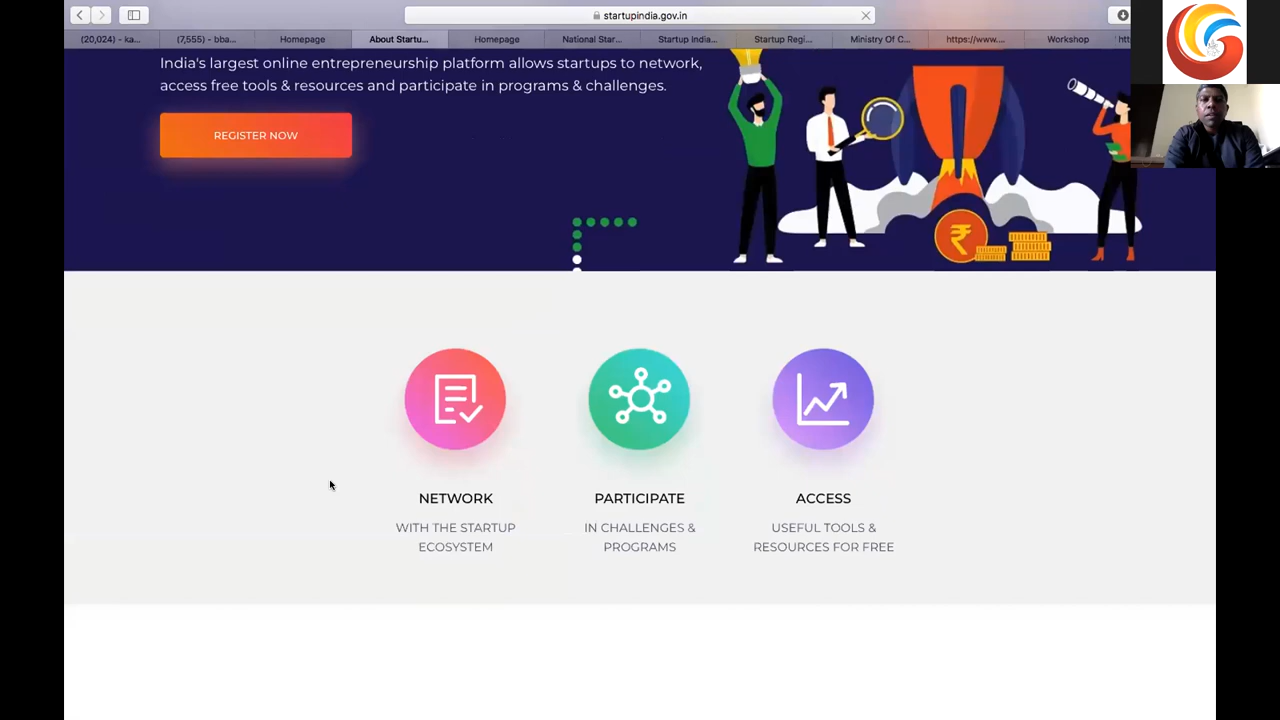 startupindia.gov.in
(20,024) - ka...
(7,555) - bba...
Homepage
About Startu...
Homepage
National Star...
Startup India...
Startup Regi...
Ministry Of C...
https://www....
Workshop
htt
India's largest online entrepreneurship platform allows startups to network,
access free tools & resources and participate in programs & challenges.
REGISTER NOW
₹
NETWORK
WITH THE STARTUP
ECOSYSTEM
PARTICIPATE
IN CHALLENGES &
PROGRAMS
ACCESS
USEFUL TOOLS &
RESOURCES FOR FREE